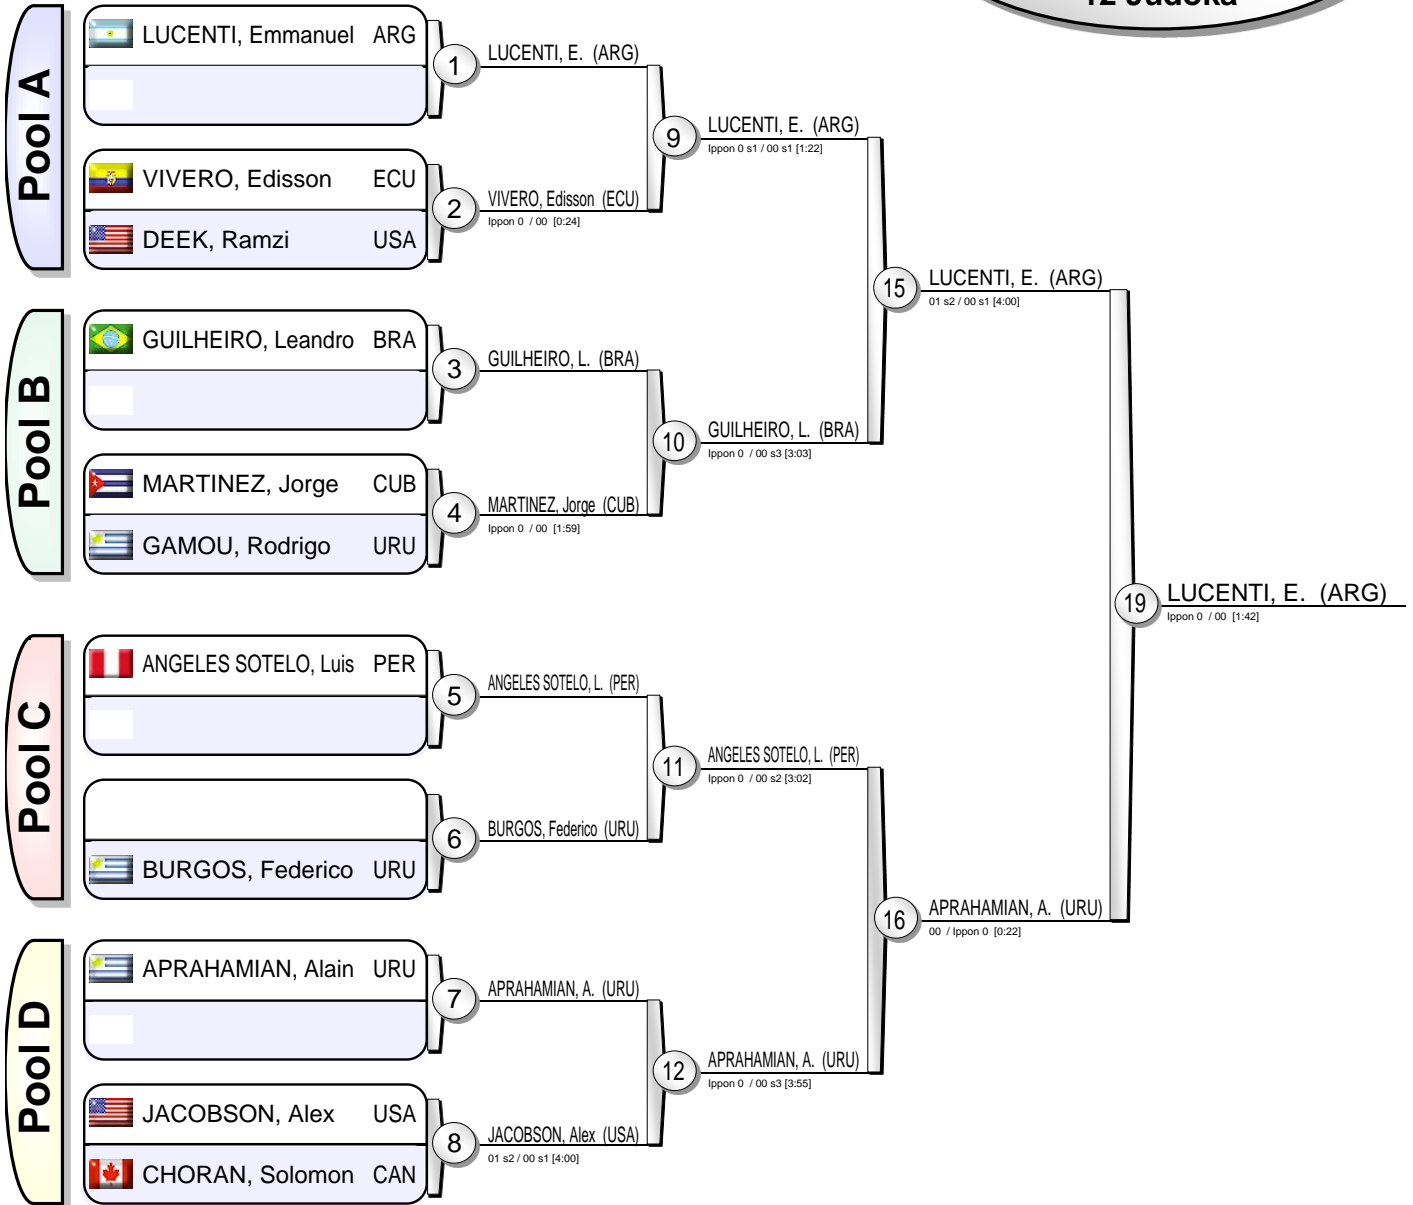 12 Judoka
Pool A
LUCENTI, Emmanuel ARG
1
LUCENTI, E. (ARG)
VIVERO, Edisson ECU
DEEK, Ramzi USA
2
VIVERO, Edisson (ECU)
Ippon 0 / 00 [0:24]
9
LUCENTI, E. (ARG)
Ippon 0 s1 / 00 s1 [1:22]
Pool B
GUILHEIRO, Leandro BRA
3
GUILHEIRO, L. (BRA)
MARTINEZ, Jorge CUB
GAMOU, Rodrigo URU
4
MARTINEZ, Jorge (CUB)
Ippon 0 / 00 [1:59]
10
GUILHEIRO, L. (BRA)
Ippon 0 / 00 s3 [3:03]
15
LUCENTI, E. (ARG)
01 s2 / 00 s1 [4:00]
Pool C
ANGELES SOTELO, Luis PER
5
ANGELES SOTELO, L. (PER)
BURGOS, Federico URU
6
BURGOS, Federico (URU)
11
ANGELES SOTELO, L. (PER)
Ippon 0 / 00 s2 [3:02]
Pool D
APRAHAMIAN, Alain URU
7
APRAHAMIAN, A. (URU)
JACOBSON, Alex USA
CHORAN, Solomon CAN
8
JACOBSON, Alex (USA)
01 s2 / 00 s1 [4:00]
12
APRAHAMIAN, A. (URU)
Ippon 0 / 00 s3 [3:55]
16
APRAHAMIAN, A. (URU)
00 / Ippon 0 [0:22]
19
LUCENTI, E. (ARG)
Ippon 0 / 00 [1:42]